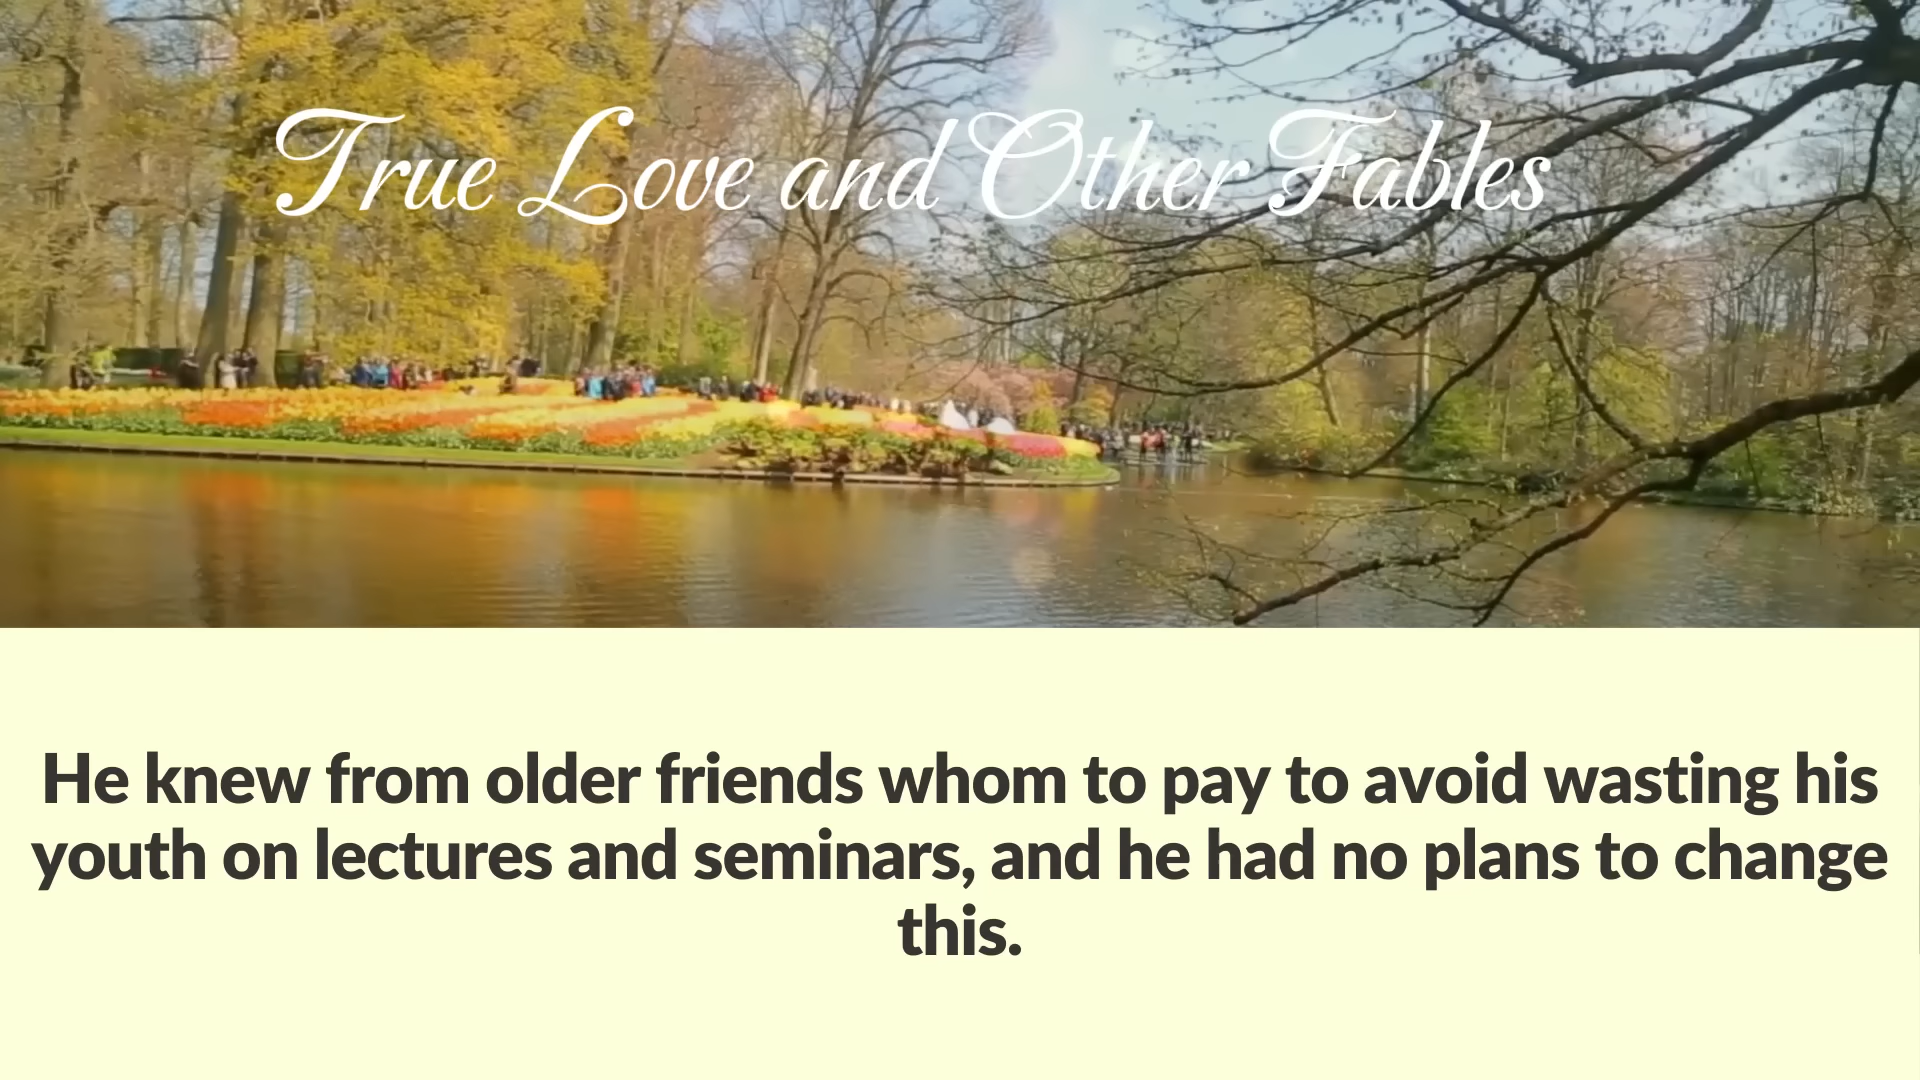 True Love and Other Fables
He knew from older friends whom to pay to avoid wasting his
youth on lectures and seminars, and he had no plans to change
this.